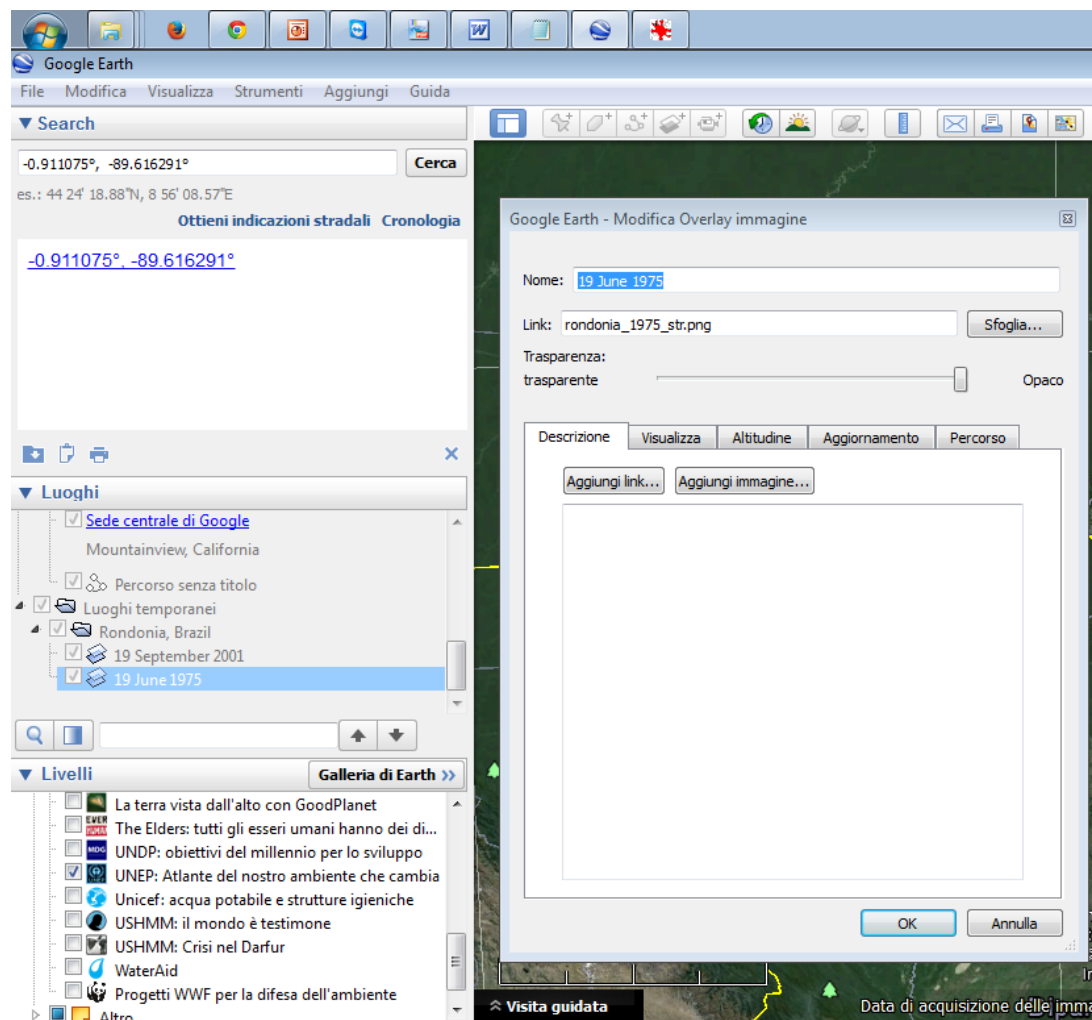 Google Earth
File Modifica Visualizza Strumenti Aggiungi Guida
Search
-0.911075°, -89.616291°
Cerca
es.: 44 24' 18.88"N, 8 56' 08.57"E
Ottieni indicazioni stradali Cronologia
-0.911075°, -89.616291°
Luoghi
Sede centrale di Google
Mountainview, California
Percorso senza titolo
Luoghi temporanei
Rondonia, Brazil
19 September 2001
19 June 1975
Livelli
Galleria di Earth »
La terra vista dall'alto con GoodPlanet
The Elders: tutti gli esseri umani hanno dei di...
UNDP: obiettivi del millennio per lo sviluppo
UNEP: Atlante del nostro ambiente che cambia
Unicef: acqua potabile e strutture igieniche
USHMM: il mondo è testimone
USHMM: Crisi nel Darfur
WaterAid
Progetti WWF per la difesa dell'ambiente
Altro
Google Earth - Modifica Overlay immagine
Nome: 19 June 1975
Link: rondonia_1975_str.png
Sfoglia...
Trasparenza:
trasparente
Opaco
Descrizione Visualizza Altitudine Aggiornamento Percorso
Aggiungi link... Aggiungi immagine...
OK Annulla
Visita guidata
Data di acquisizione delle imma